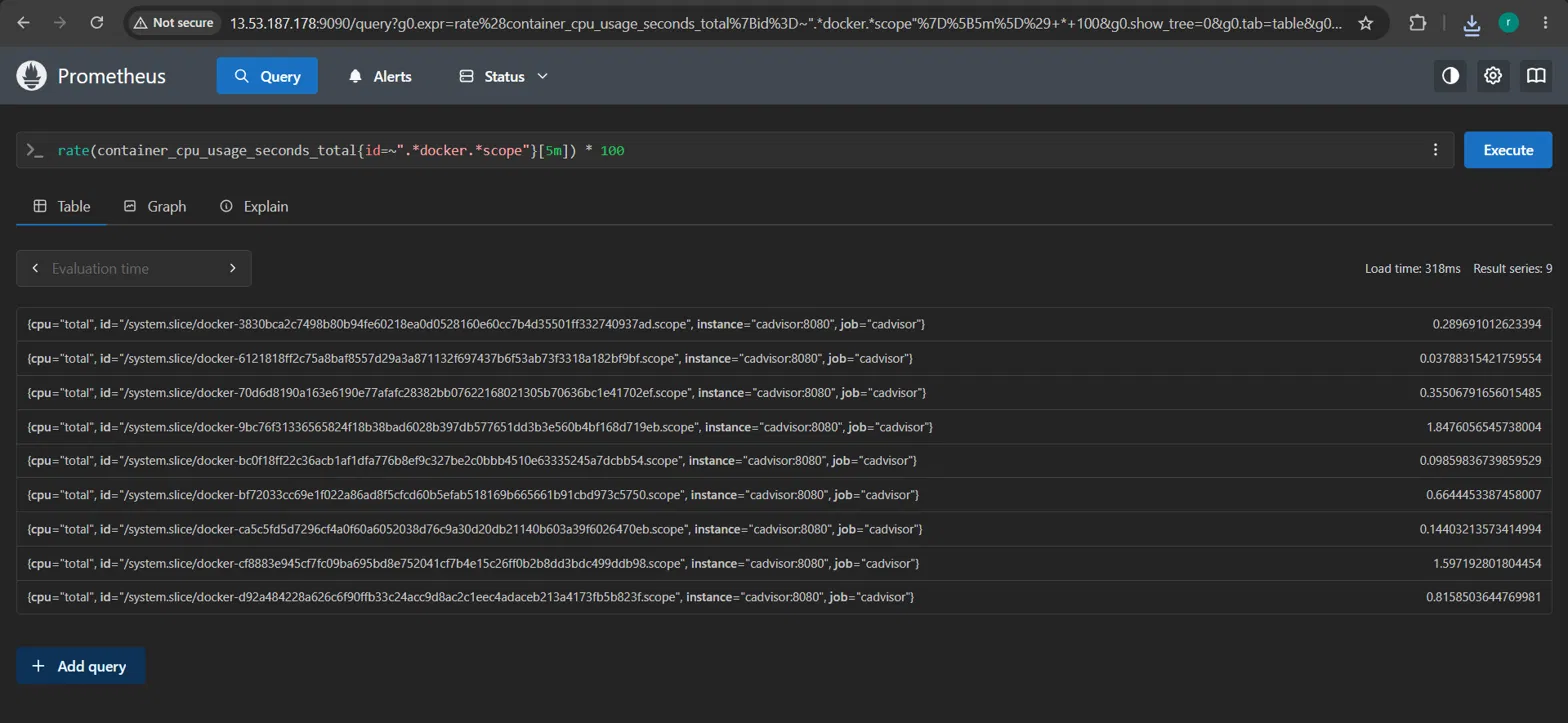 Not secure
13.53.187.178:9090/query?g0.expr=rate%28container_cpu_usage_seconds_total%7Bid%3D~".*docker.*scope"%7D%5B5m%5D%29+*+100&g0.show_tree=0&g0.tab=table&g0...
r
Prometheus
Query
Alerts
Status
rate(container_cpu_usage_seconds_total{id=~".*docker.*scope"}[5m]) * 100
Execute
Table
Graph
Explain
Evaluation time
Load time: 318ms Result series: 9
{cpu="total", id="/system.slice/docker-3830bca2c7498b80b94fe60218ea0d0528160e60cc7b4d35501ff332740937ad.scope", instance="cadvisor:8080", job="cadvisor"} 0.289691012623394
{cpu="total", id="/system.slice/docker-6121818ff2c75a8baf8557d29a3a871132f697437b6f53ab73f3318a182bf9bf.scope", instance="cadvisor:8080", job="cadvisor"} 0.03788315421759554
{cpu="total", id="/system.slice/docker-70d6d8190a163e6190e77afafc28382bb07622168021305b70636bc1e41702ef.scope", instance="cadvisor:8080", job="cadvisor"} 0.35506791656015485
{cpu="total", id="/system.slice/docker-9bc76f31336565824f18b38bad6028b397db577651dd3b3e560b4bf168d719eb.scope", instance="cadvisor:8080", job="cadvisor"} 1.8476056545738004
{cpu="total", id="/system.slice/docker-bc0f18ff22c36acb1af1dfa776b8ef9c327be2c0bbb4510e63335245a7dcbb54.scope", instance="cadvisor:8080", job="cadvisor"} 0.09859836739859529
{cpu="total", id="/system.slice/docker-bf72033cc69e1f022a86ad8f5cfcd60b5efab518169b665661b91cbd973c5750.scope", instance="cadvisor:8080", job="cadvisor"} 0.6644453387458007
{cpu="total", id="/system.slice/docker-ca5c5fd5d7296cf4a0f60a6052038d76c9a30d20db21140b603a39f6026470eb.scope", instance="cadvisor:8080", job="cadvisor"} 0.14403213573414994
{cpu="total", id="/system.slice/docker-cf8883e945cf7fc09ba695bd8e752041cf7b4e15c26ff0b2b8dd3bdc499ddb98.scope", instance="cadvisor:8080", job="cadvisor"} 1.597192801804454
{cpu="total", id="/system.slice/docker-d92a484228a626c6f90ffb33c24acc9d8ac2c1eec4adaceb213a4173fb5b823f.scope", instance="cadvisor:8080", job="cadvisor"} 0.8158503644769981
Add query